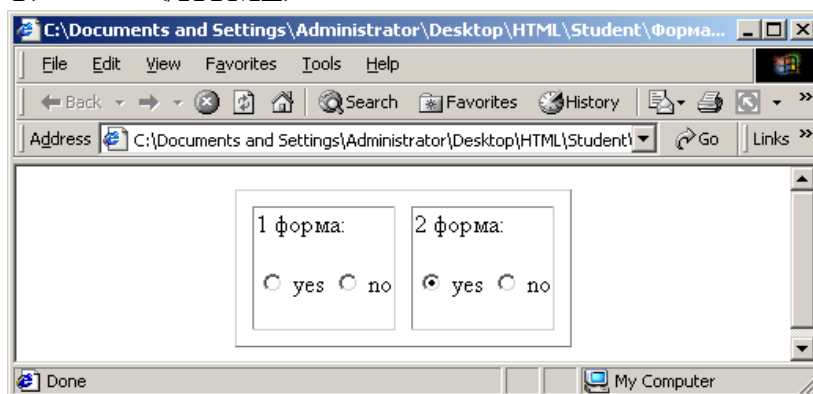 C:\Documents and Settings\Administrator\Desktop\HTML\Student\Форма...
File Edit View Favorites Tools Help
Back Search Favorites History
Address C:\Documents and Settings\Administrator\Desktop\HTML\Student\ Go Links
1 форма: 2 форма:
yes no yes no
Done My Computer